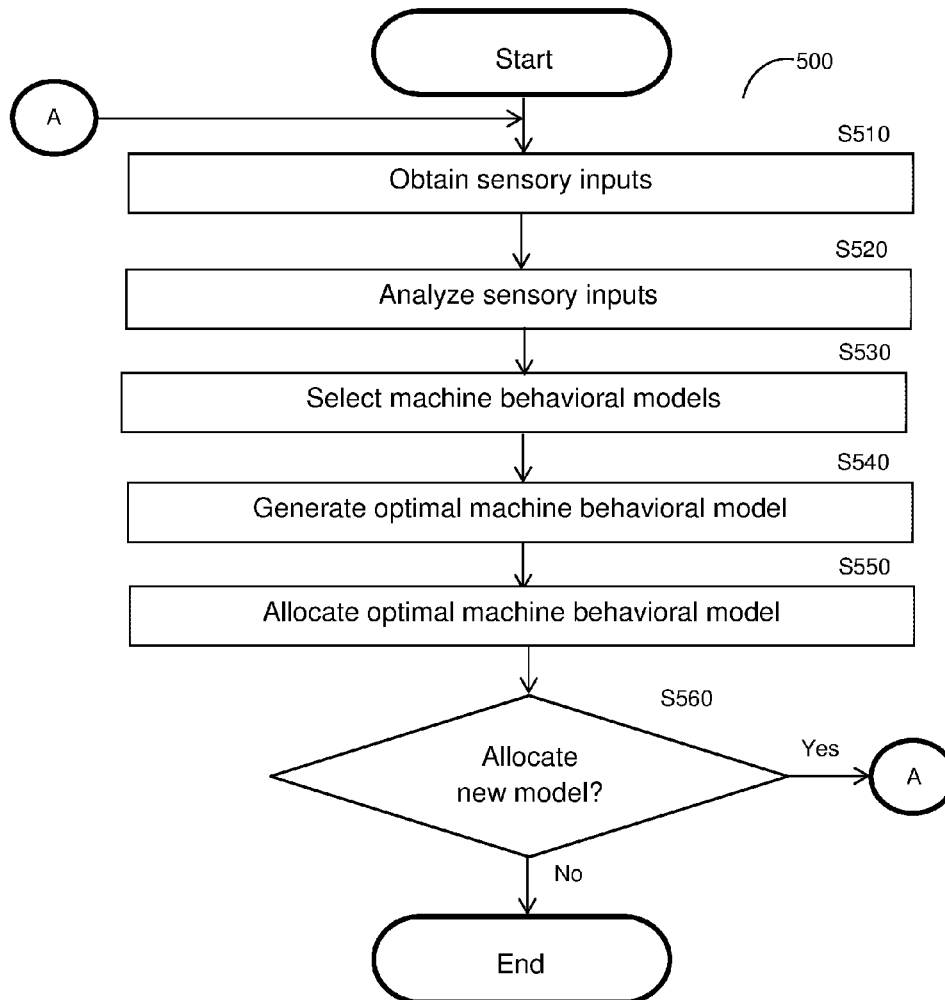 Start
500
A
S510
Obtain sensory inputs
S520
Analyze sensory inputs
S530
Select machine behavioral models
S540
Generate optimal machine behavioral model
S550
Allocate optimal machine behavioral model
S560
Allocate
new model?
Yes
A
No
End